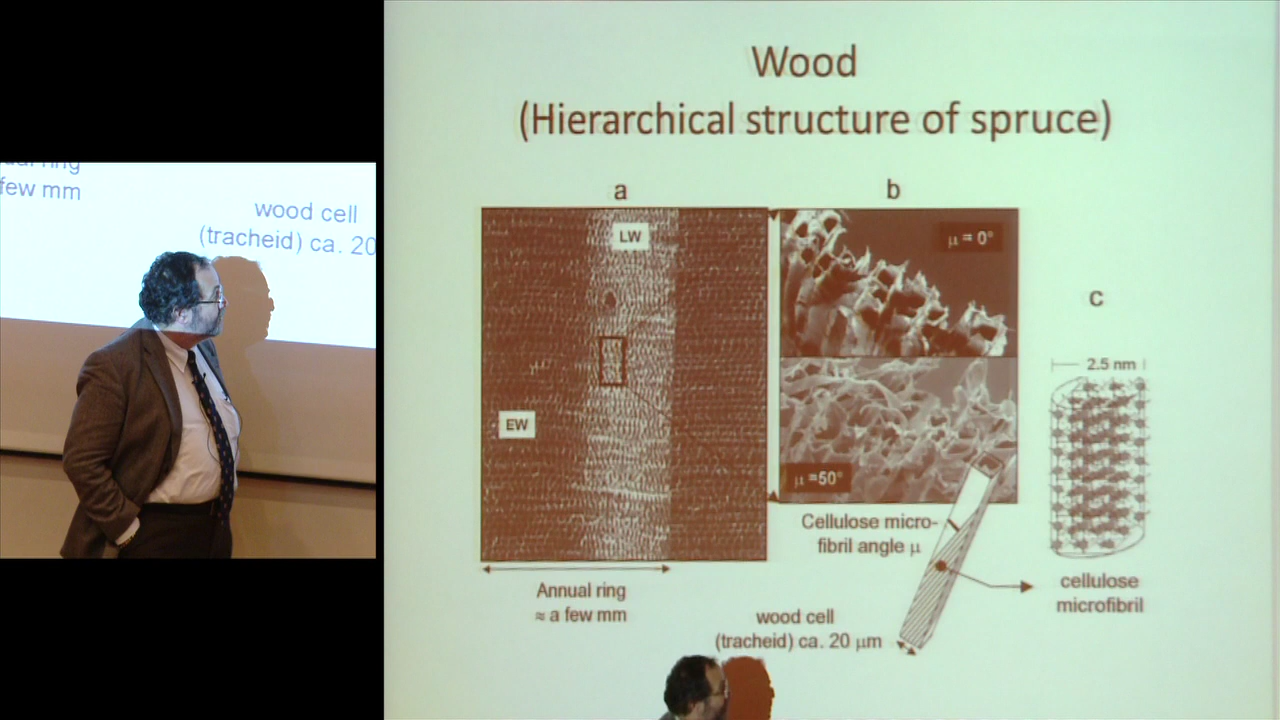 few mm
wood cell
(tracheid) ca. 20
Wood
(Hierarchical structure of spruce)
a
b
LW
μ = 0°
c
2.5 nm
EW
μ =50°
Cellulose micro-
fibril angle μ
Annual ring
≈ a few mm
cellulose
microfibril
wood cell
(tracheid) ca. 20 μm